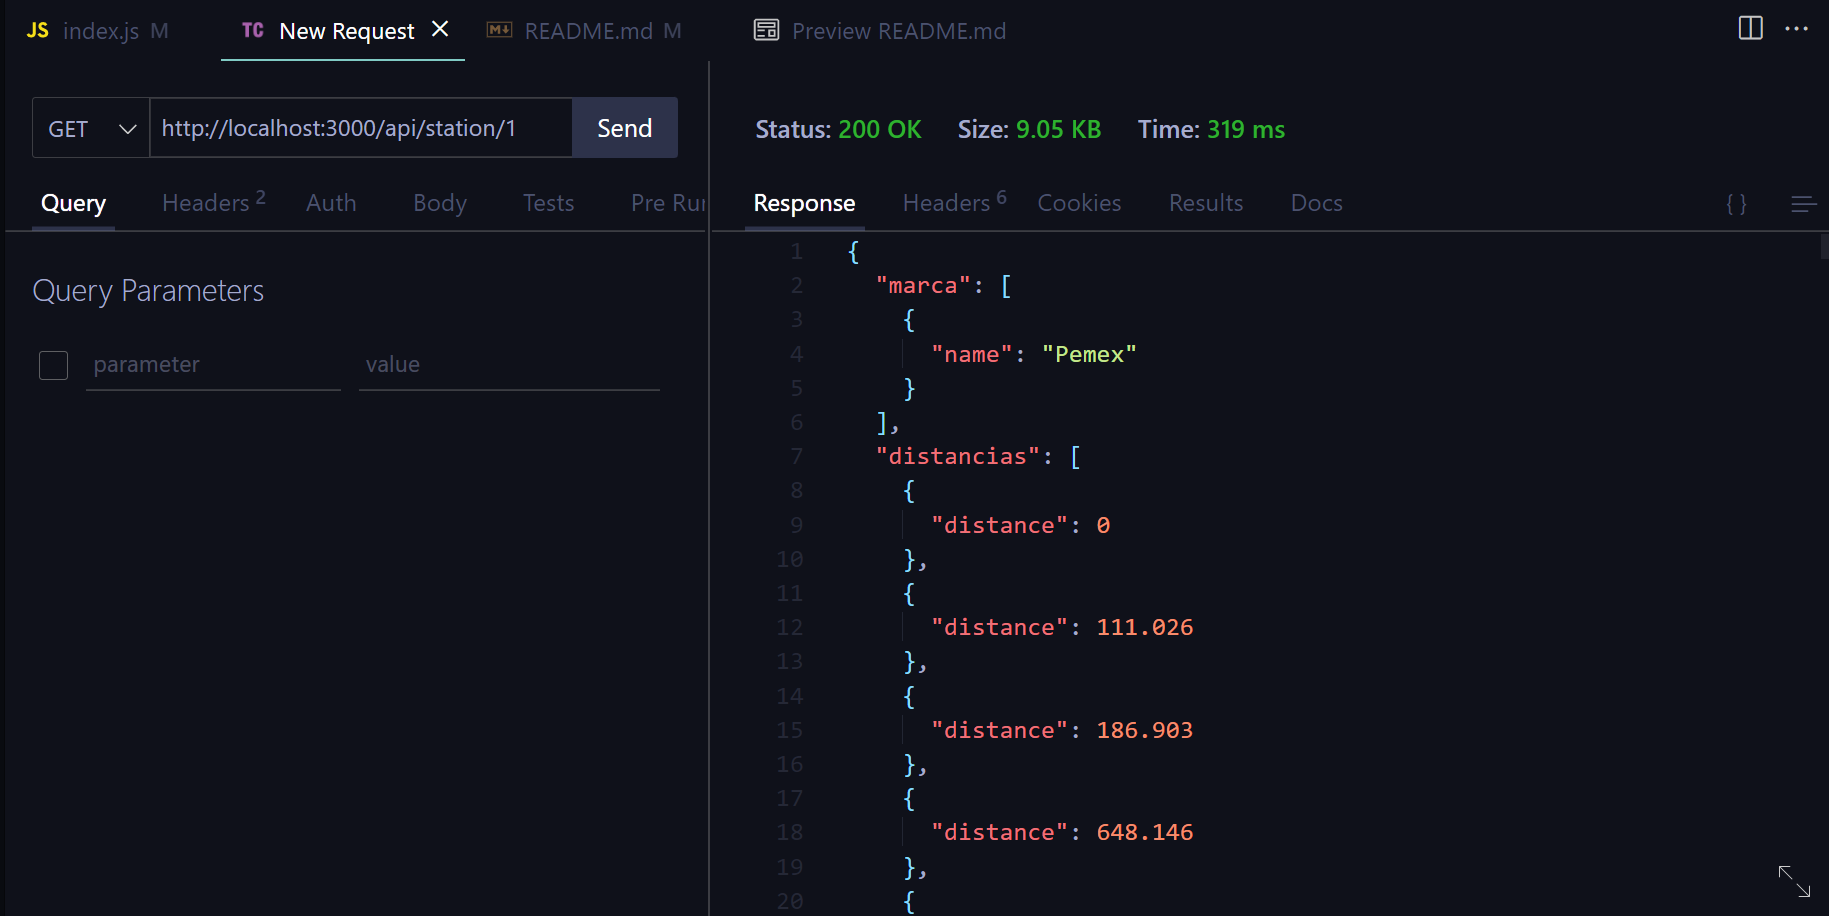 JS index.js M TC New Request README.md M Preview README.md
GET http://localhost:3000/api/station/1 Send
Query Headers 2 Auth Body Tests Pre Run
Query Parameters
parameter value
Status: 200 OK Size: 9.05 KB Time: 319 ms
Response Headers 6 Cookies Results Docs { }
1 {
2 "marca": [
3 {
4 "name": "Pemex"
5 }
6 ],
7 "distancias": [
8 {
9 "distance": 0
10 },
11 {
12 "distance": 111.026
13 },
14 {
15 "distance": 186.903
16 },
17 {
18 "distance": 648.146
19 },
20 {